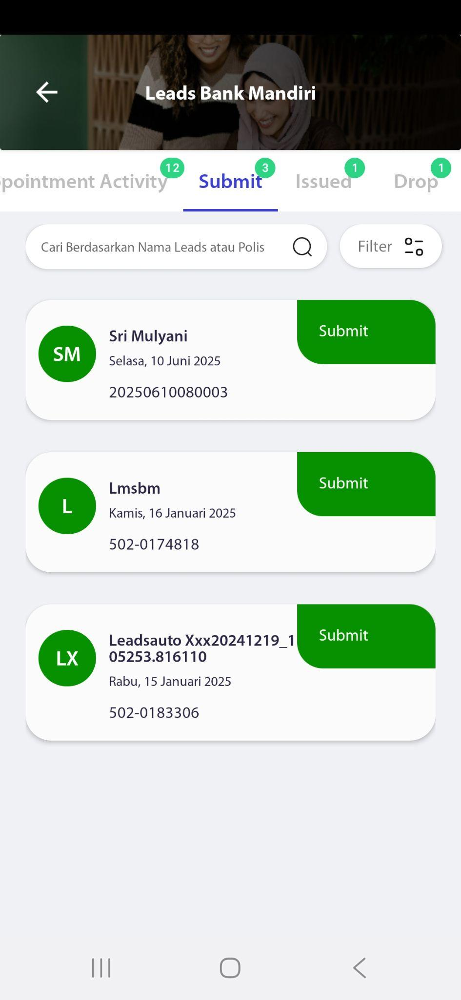 Leads Bank Mandiri
ppointment Activity 12
Submit 3
Issued 1
Drop 1
Cari Berdasarkan Nama Leads atau Polis
Filter
SM
Sri Mulyani
Submit
Selasa, 10 Juni 2025
20250610080003
L
Lmsbm
Submit
Kamis, 16 Januari 2025
502-0174818
LX
Leadsauto Xxx20241219_1
05253.816110
Submit
Rabu, 15 Januari 2025
502-0183306